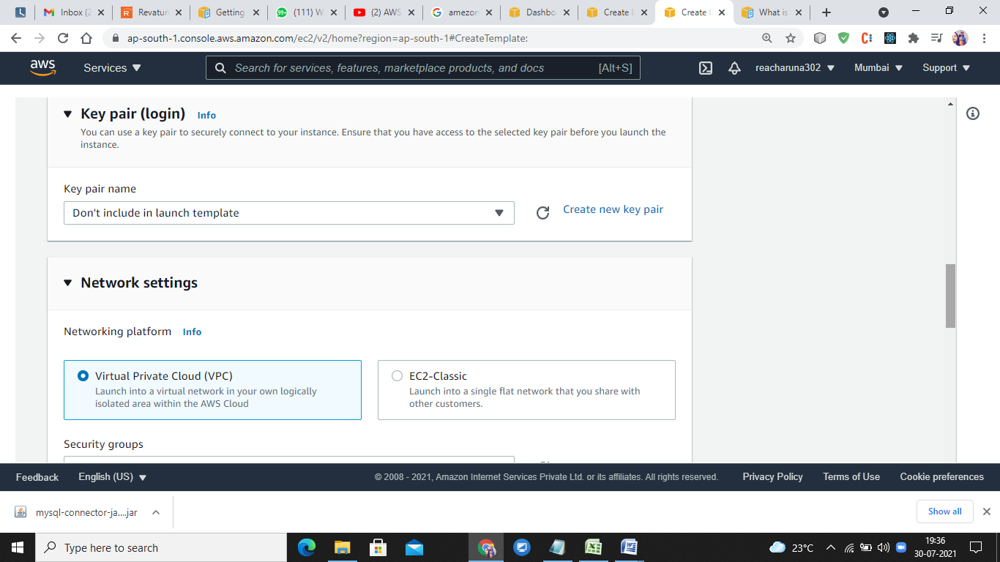 Inbox (2
Revatur
Getting
99+
(111) W
(2) AWS
amezon
Dashbo
Create l
Create l
What is
ap-south-1.console.aws.amazon.com/ec2/v2/home?region=ap-south-1#CreateTemplate:
aws
Services
Search for services, features, marketplace products, and docs
[Alt+S]
reacharuna302
Mumbai
Support
Key pair (login)
Info
You can use a key pair to securely connect to your instance. Ensure that you have access to the selected key pair before you launch the
instance.
Key pair name
Don't include in launch template
Create new key pair
Network settings
Networking platform
Info
Virtual Private Cloud (VPC)
Launch into a virtual network in your own logically
isolated area within the AWS Cloud
EC2-Classic
Launch into a single flat network that you share with
other customers.
Security groups
Feedback
English (US)
© 2008 - 2021, Amazon Internet Services Private Ltd. or its affiliates. All rights reserved.
Privacy Policy
Terms of Use
Cookie preferences
mysql-connector-ja....jar
Show all
Type here to search
23°C
19:36
30-07-2021